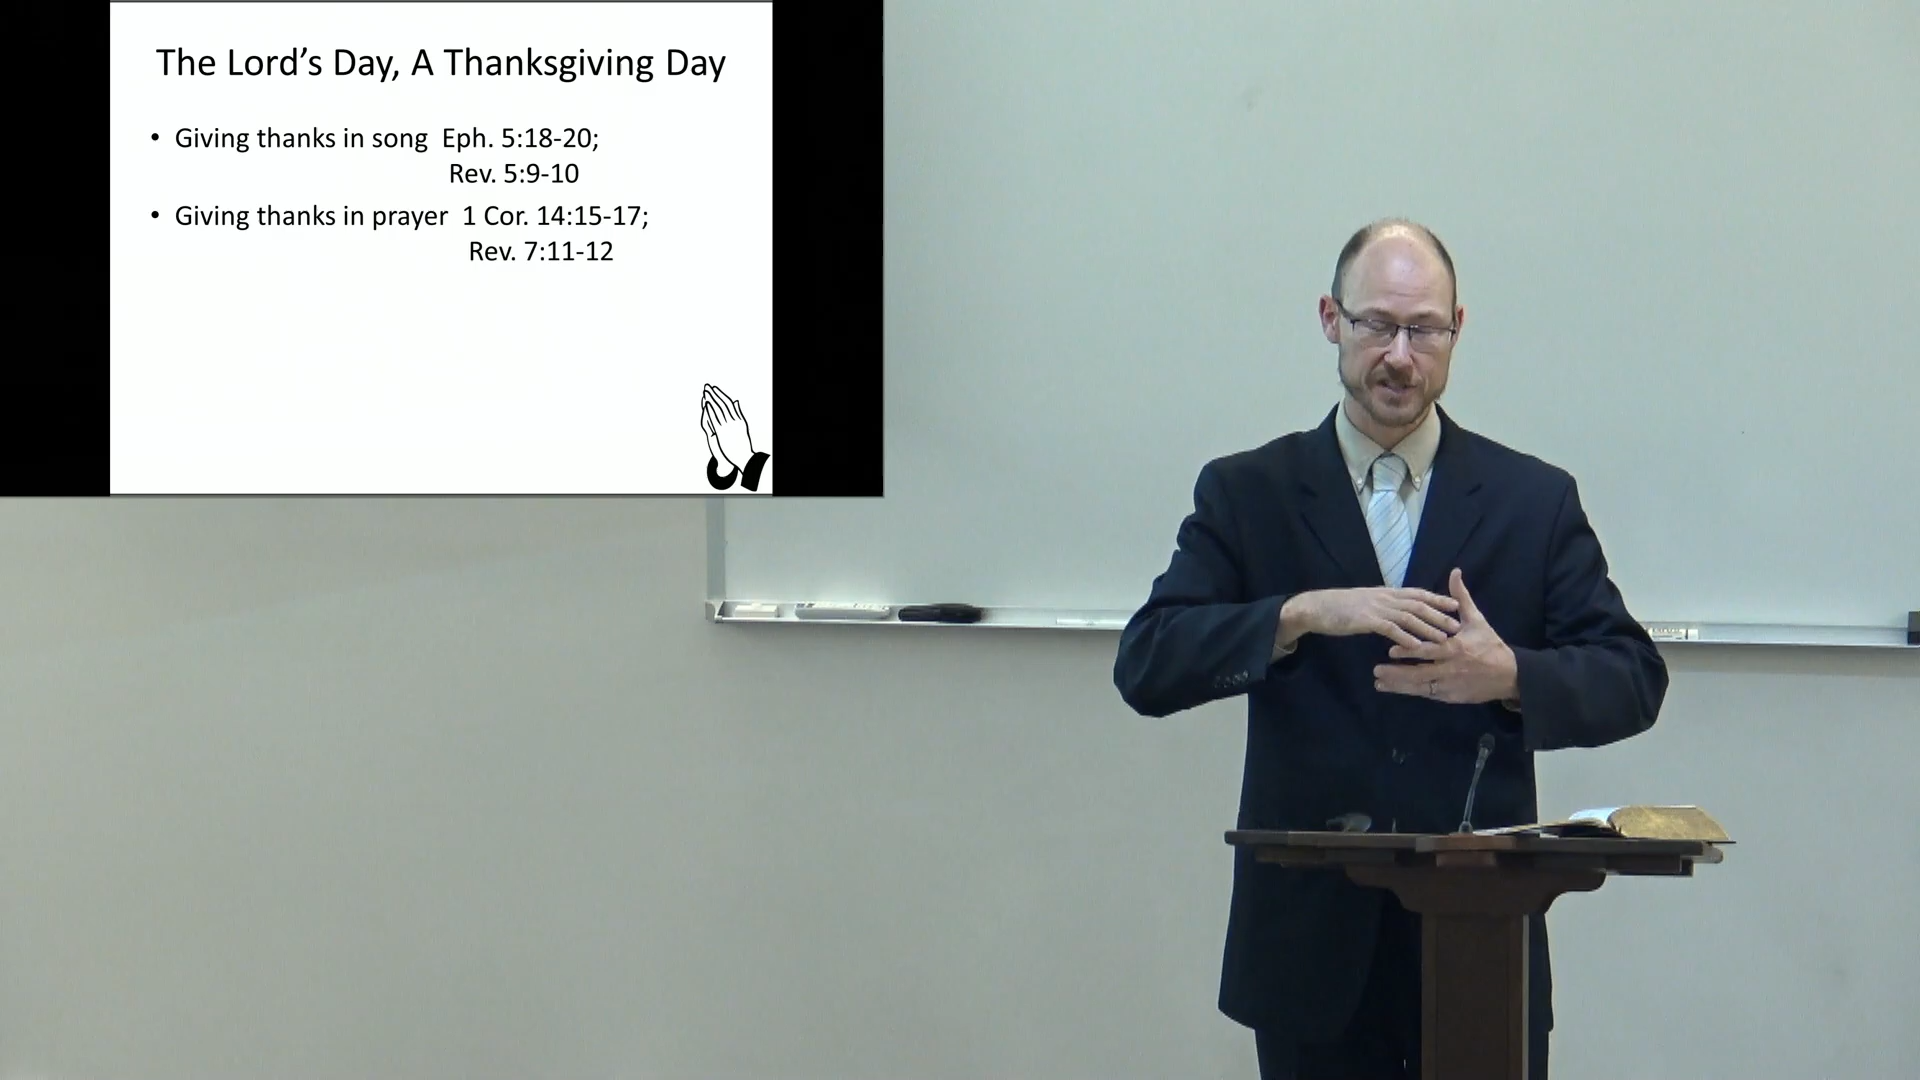 The Lord’s Day, A Thanksgiving Day
• Giving thanks in song Eph. 5:18-20;
Rev. 5:9-10
• Giving thanks in prayer 1 Cor. 14:15-17;
Rev. 7:11-12